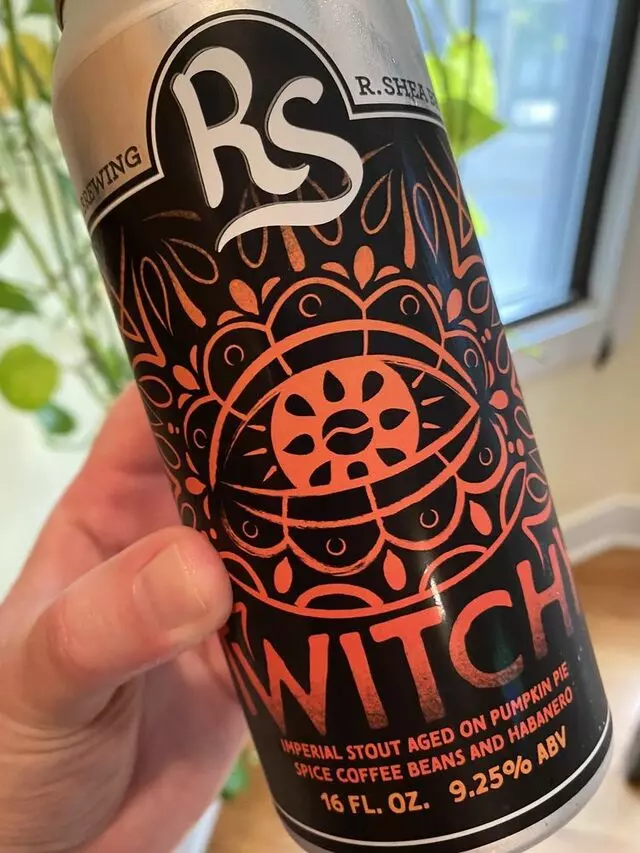 RS
BREWING
R. SHEA
WITCH
IMPERIAL STOUT AGED ON PUMPKIN PIE
SPICE COFFEE BEANS AND HABANERO
16 FL. OZ. 9.25% ABV